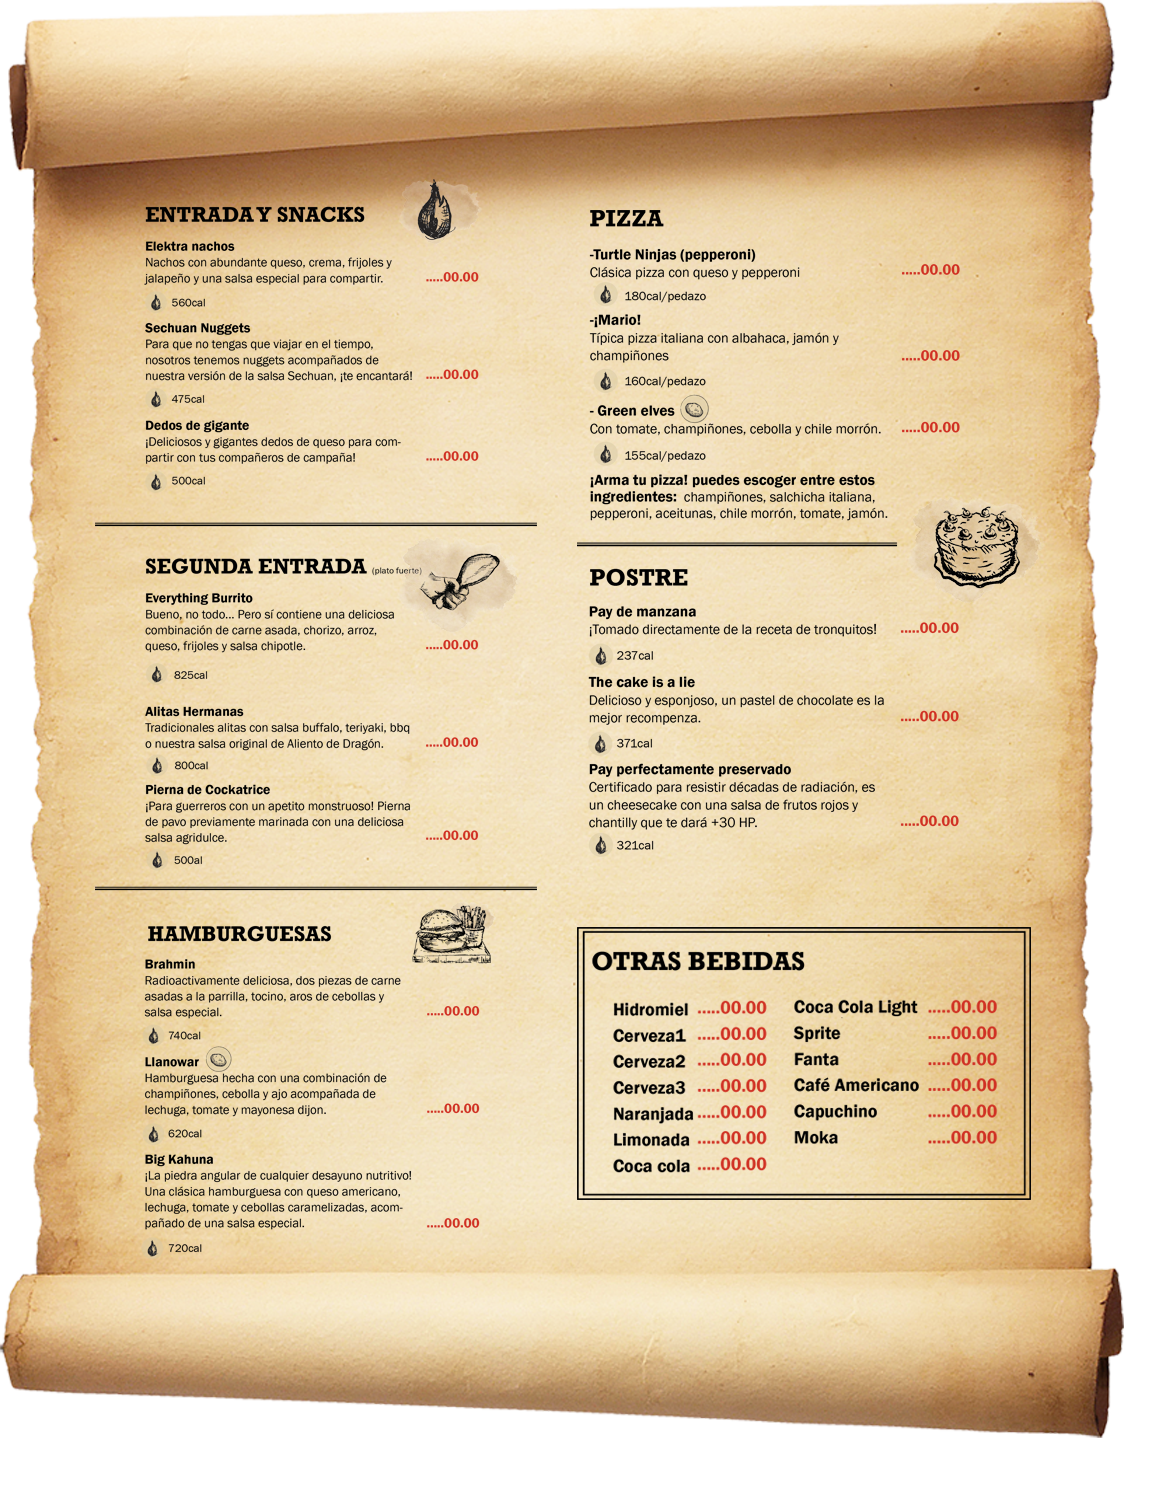 ENTRADA Y SNACKS
Elektra nachos
Nachos con abundante queso, crema, frijoles y
jalapeño y una salsa especial para compartir. .....00.00
560cal
Sechuan Nuggets
Para que no tengas que viajar en el tiempo,
nosotros tenemos nuggets acompañados de
nuestra versión de la salsa Sechuan, ¡te encantará! .....00.00
475cal
Dedos de gigante
¡Deliciosos y gigantes dedos de queso para com-
partir con tus compañeros de campaña! .....00.00
500cal
SEGUNDA ENTRADA (plato fuerte)
Everything Burrito
Bueno, no todo... Pero sí contiene una deliciosa
combinación de carne asada, chorizo, arroz,
queso, frijoles y salsa chipotle. .....00.00
825cal
Alitas Hermanas
Tradicionales alitas con salsa buffalo, teriyaki, bbq
o nuestra salsa original de Aliento de Dragón. .....00.00
800cal
Pierna de Cockatrice
¡Para guerreros con un apetito monstruoso! Pierna
de pavo previamente marinada con una deliciosa
salsa agridulce. .....00.00
500al
HAMBURGUESAS
Brahmin
Radioactivamente deliciosa, dos piezas de carne
asadas a la parrilla, tocino, aros de cebollas y
salsa especial. .....00.00
740cal
Llanowar
Hamburguesa hecha con una combinación de
champiñones, cebolla y ajo acompañada de
lechuga, tomate y mayonesa dijon. .....00.00
620cal
Big Kahuna
¡La piedra angular de cualquier desayuno nutritivo!
Una clásica hamburguesa con queso americano,
lechuga, tomate y cebollas caramelizadas, acom-
pañado de una salsa especial. .....00.00
720cal
PIZZA
-Turtle Ninjas (pepperoni)
Clásica pizza con queso y pepperoni .....00.00
180cal/pedazo
-¡Mario!
Típica pizza italiana con albahaca, jamón y
champiñones .....00.00
160cal/pedazo
- Green elves
Con tomate, champiñones, cebolla y chile morrón. .....00.00
155cal/pedazo
¡Arma tu pizza! puedes escoger entre estos
ingredientes: champiñones, salchicha italiana,
pepperoni, aceitunas, chile morrón, tomate, jamón.
POSTRE
Pay de manzana
¡Tomado directamente de la receta de tronquitos! .....00.00
237cal
The cake is a lie
Delicioso y esponjoso, un pastel de chocolate es la
mejor recompenza. .....00.00
371cal
Pay perfectamente preservado
Certificado para resistir décadas de radiación, es
un cheesecake con una salsa de frutos rojos y
chantilly que te dará +30 HP. .....00.00
321cal
OTRAS BEBIDAS
Hidromiel .....00.00
Cerveza1 .....00.00
Cerveza2 .....00.00
Cerveza3 .....00.00
Naranjada .....00.00
Limonada .....00.00
Coca cola .....00.00
Coca Cola Light .....00.00
Sprite .....00.00
Fanta .....00.00
Café Americano .....00.00
Capuchino .....00.00
Moka .....00.00